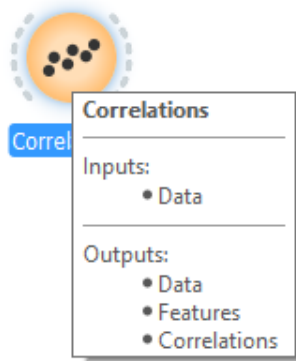 Correl
Correlations
Inputs:
• Data
Outputs:
• Data
• Features
• Correlations